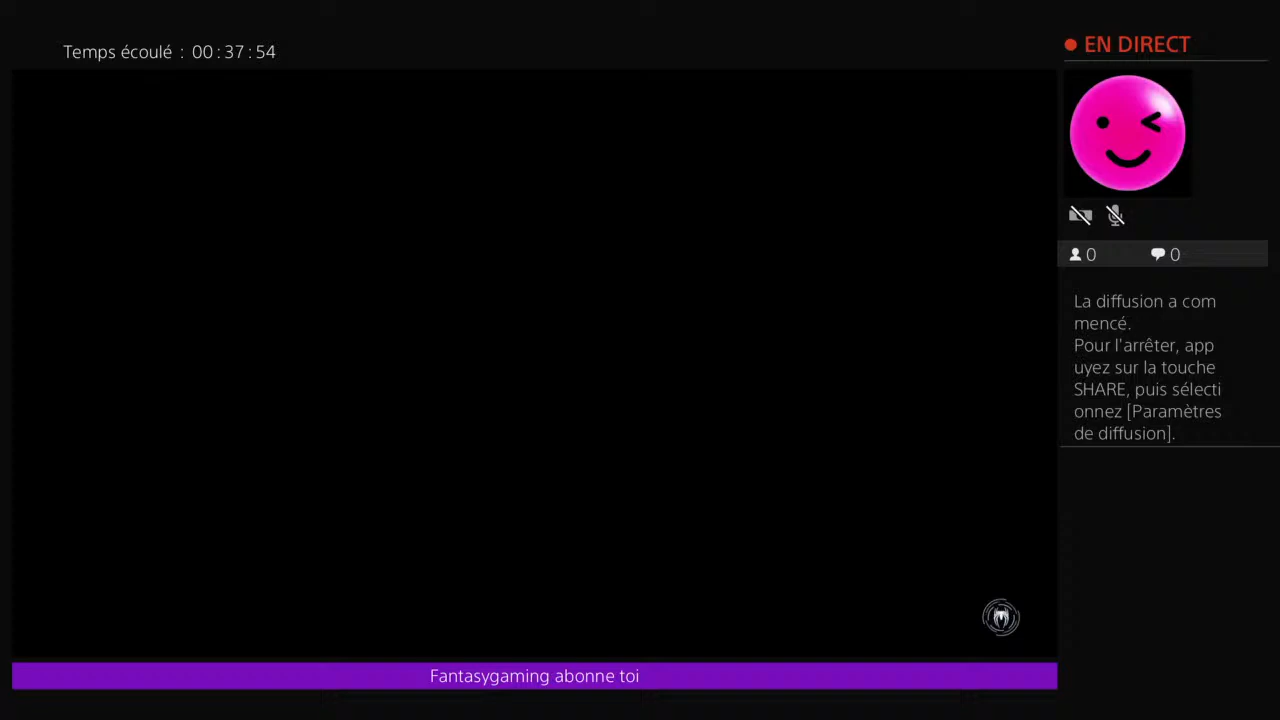 Temps écoulé : 00:37:54
EN DIRECT
0
0
La diffusion a com
mencé.
Pour l'arrêter, app
uyez sur la touche
SHARE, puis sélecti
onnez [Paramètres
de diffusion].
Fantasygaming abonne toi